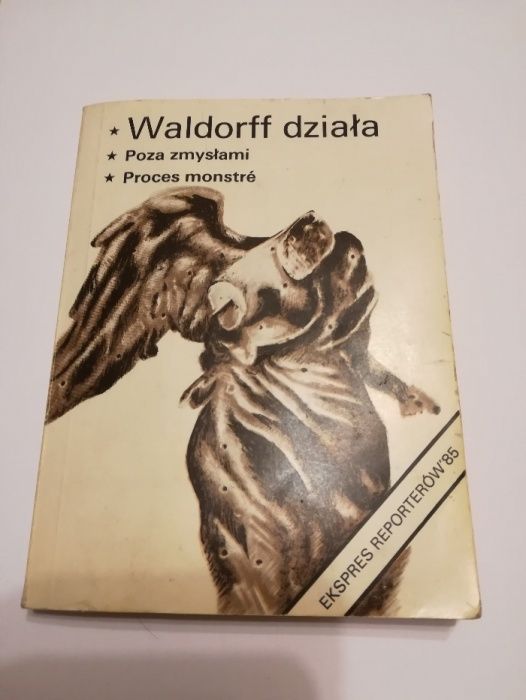 ★ Waldorff działa
★ Poza zmysłami
★ Proces monstré
EKSPRES REPORTERÓW'85